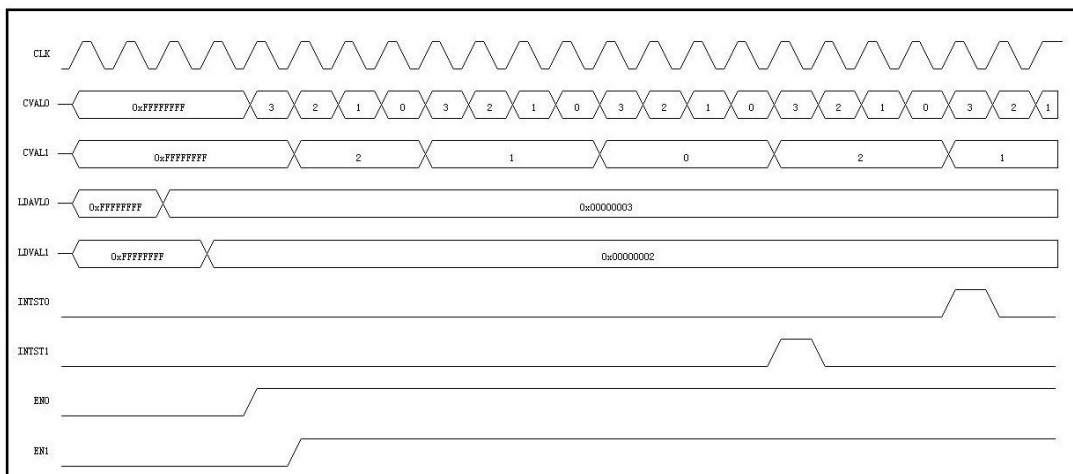 CLK
CVAL0 0xFFFFFFFF 3 2 1 0 3 2 1 0 3 2 1 0 3 2 1 0 3 2 1
CVAL1 0xFFFFFFFF 2 1 0 2 1
LDAVL0 0xFFFFFFFF 0x00000003
LDVAL1 0xFFFFFFFF 0x00000002
INTST0
INTST1
EN0
EN1